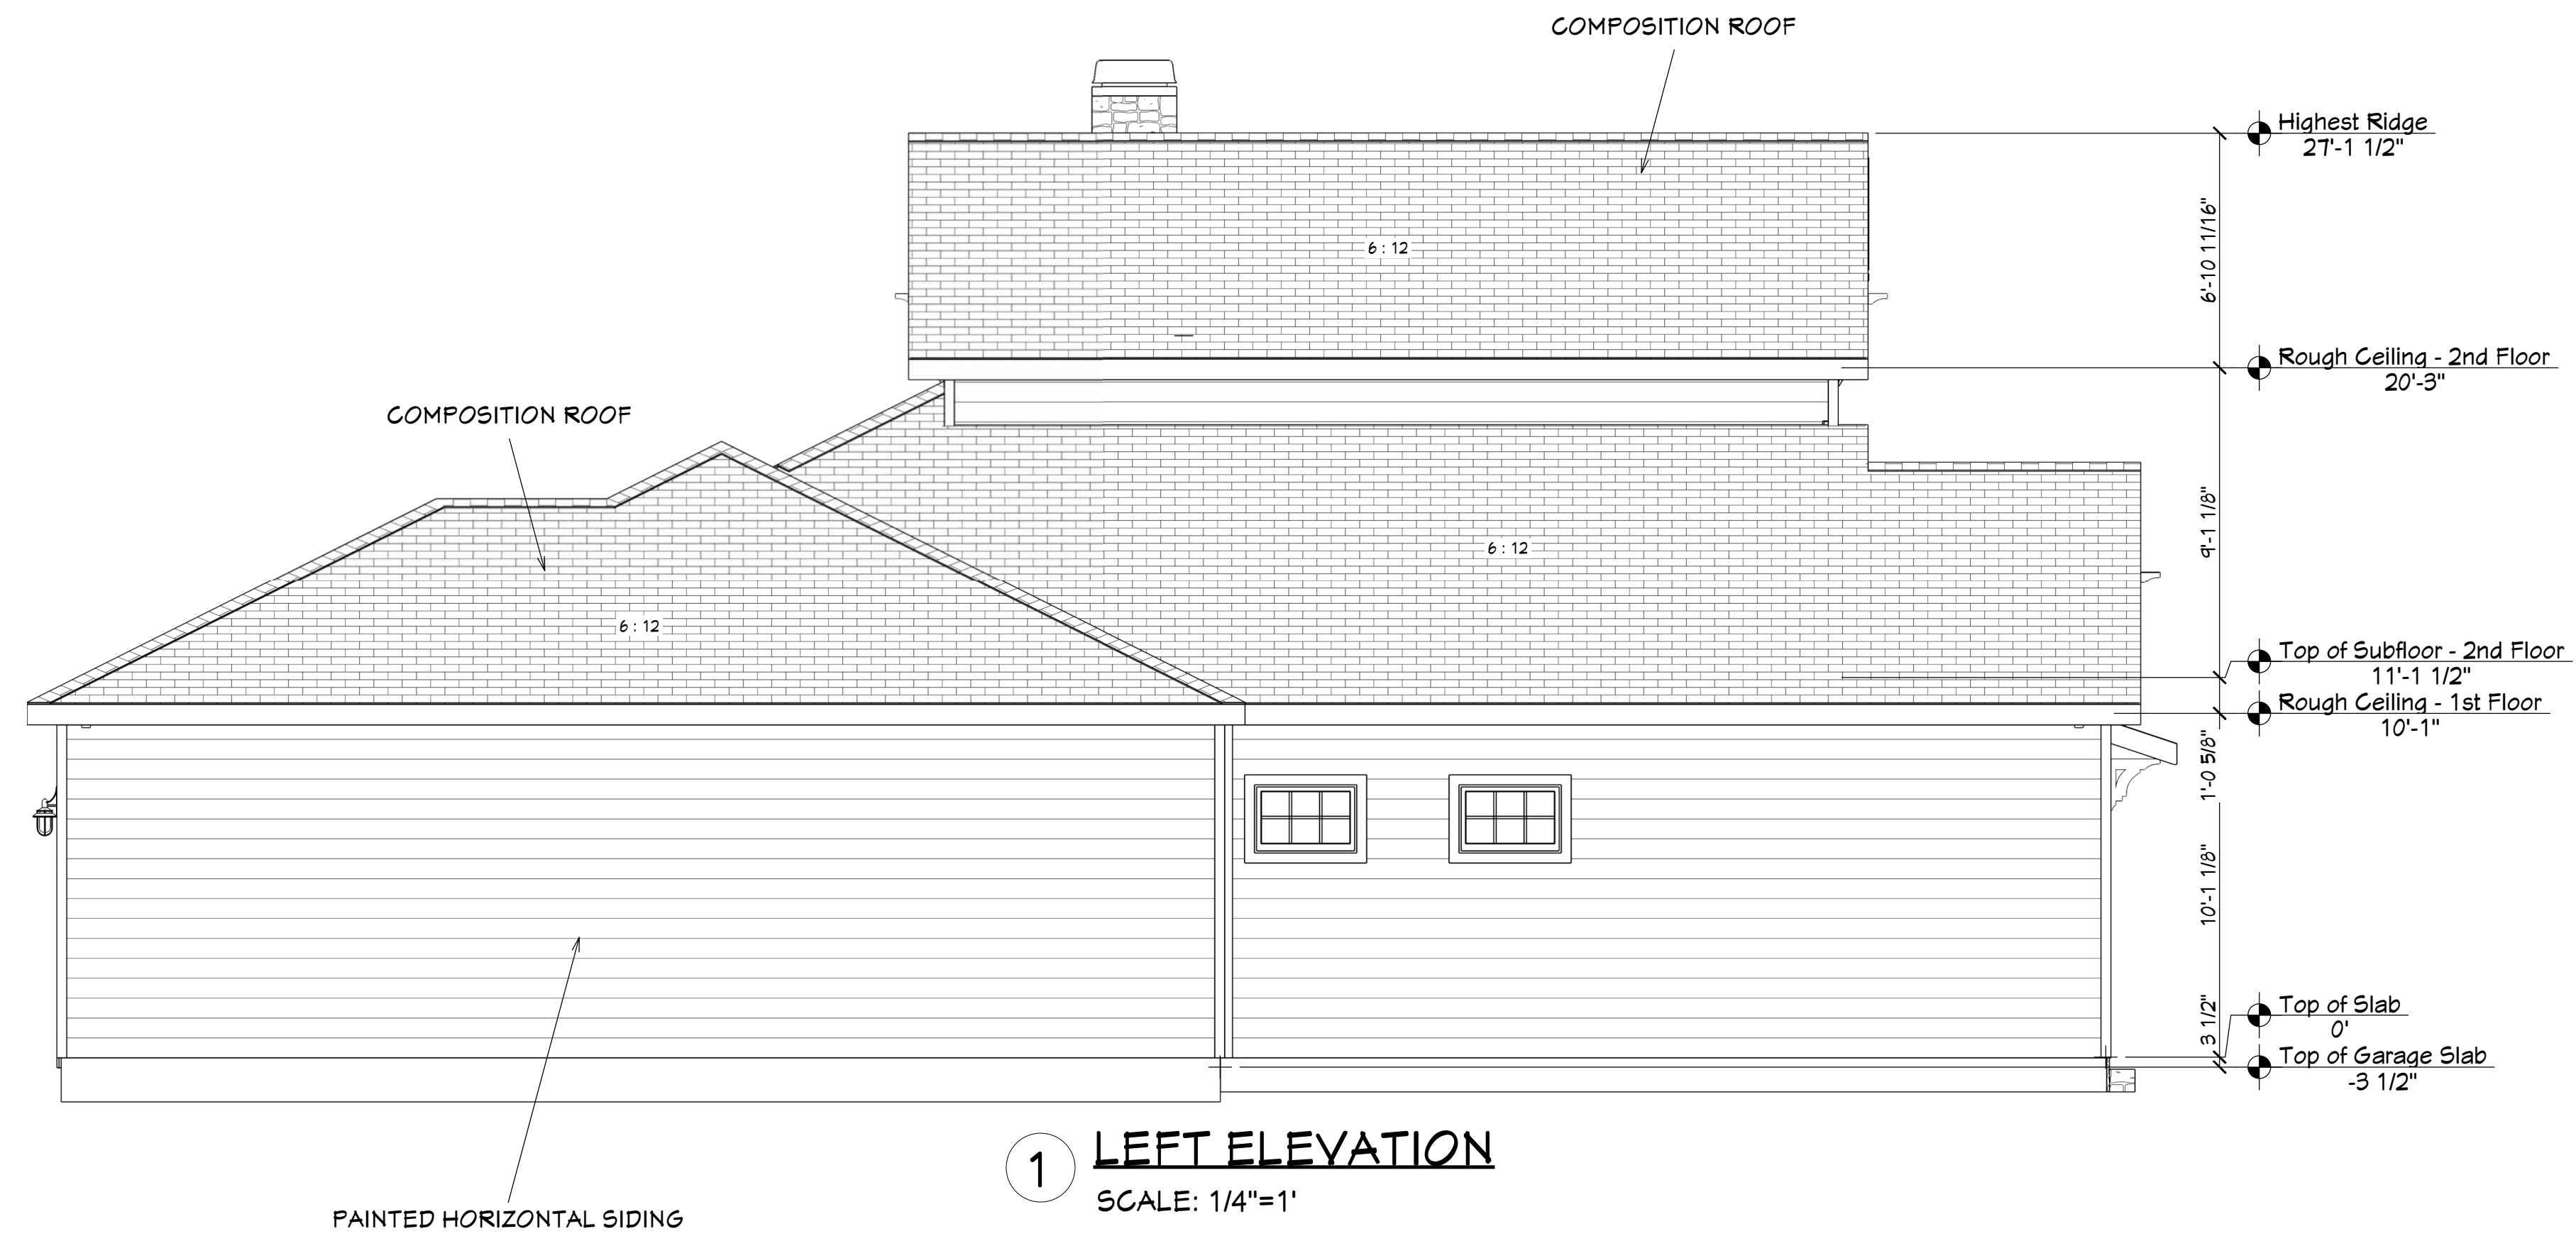 COMPOSITION ROOF
Highest Ridge
27'-1 1/2"
6'-10 11/16"
6 : 12
Rough Ceiling - 2nd Floor
20'-3"
COMPOSITION ROOF
9'-1 1/8"
6 : 12
6 : 12
Top of Subfloor - 2nd Floor
11'-1 1/2"
Rough Ceiling - 1st Floor
10'-1"
1'-0 5/8"
10'-1 1/8"
3 1/2"
Top of Slab
0'
Top of Garage Slab
-3 1/2"
1
LEFT ELEVATION
SCALE: 1/4"=1'
PAINTED HORIZONTAL SIDING